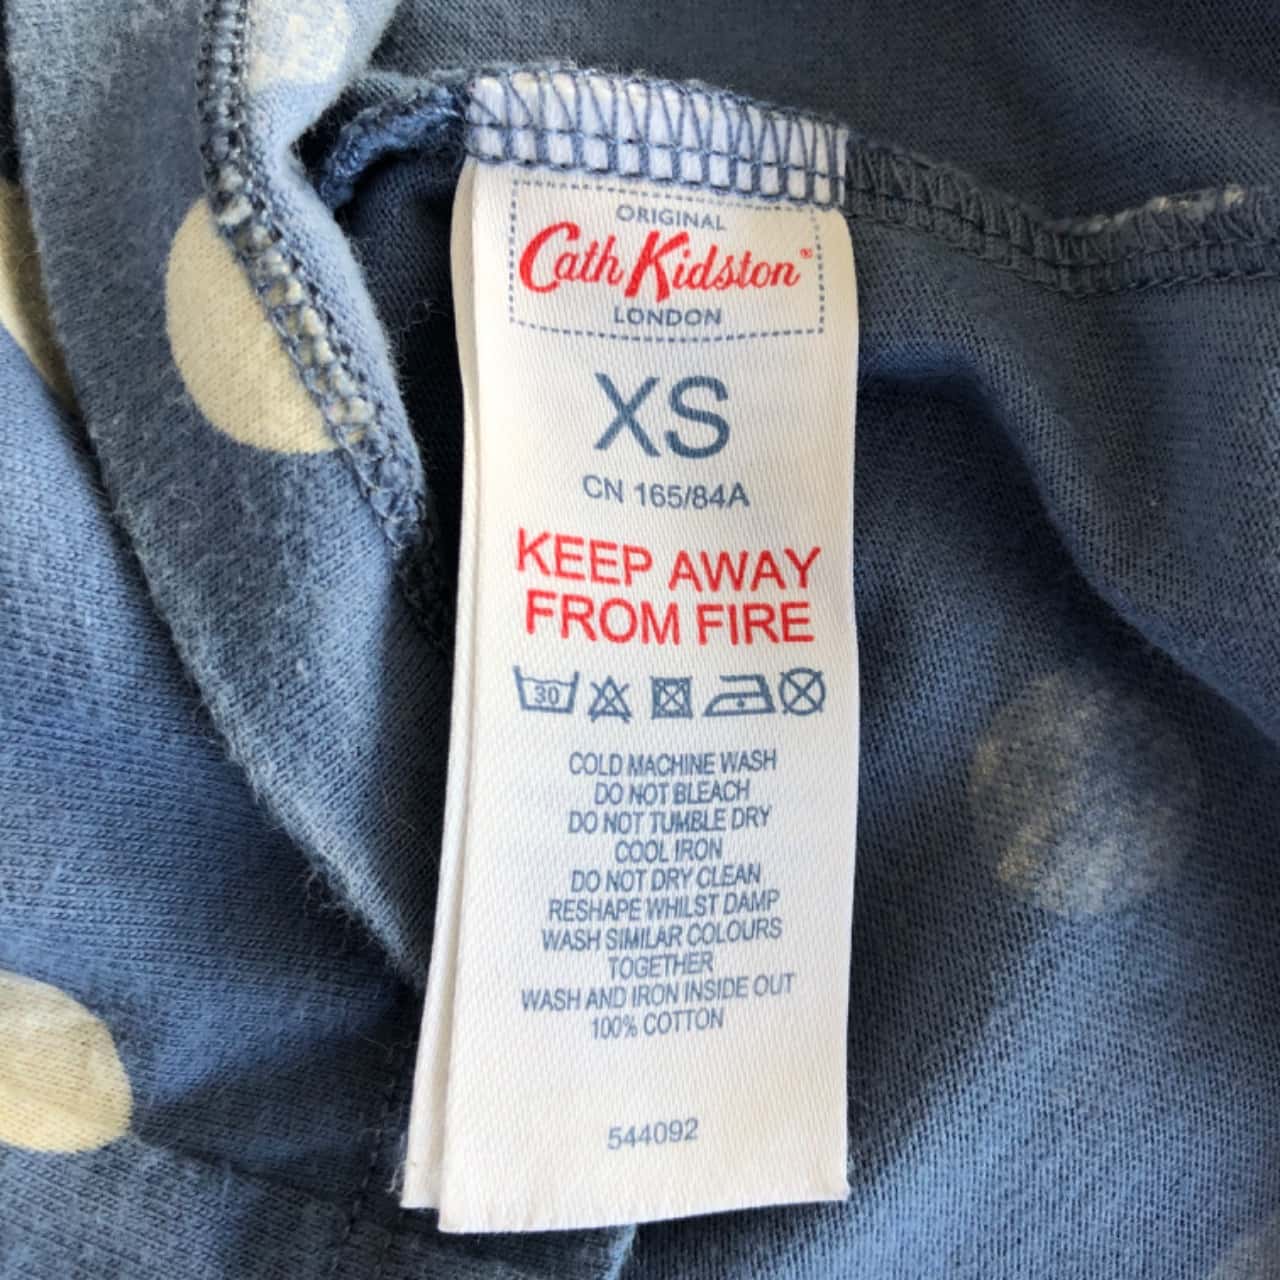 ORIGINAL
Cath Kidston®
LONDON
XS
CN 165/84A
KEEP AWAY
FROM FIRE
30
COLD MACHINE WASH
DO NOT BLEACH
DO NOT TUMBLE DRY
COOL IRON
DO NOT DRY CLEAN
RESHAPE WHILST DAMP
WASH SIMILAR COLOURS
TOGETHER
WASH AND IRON INSIDE OUT
100% COTTON
544092